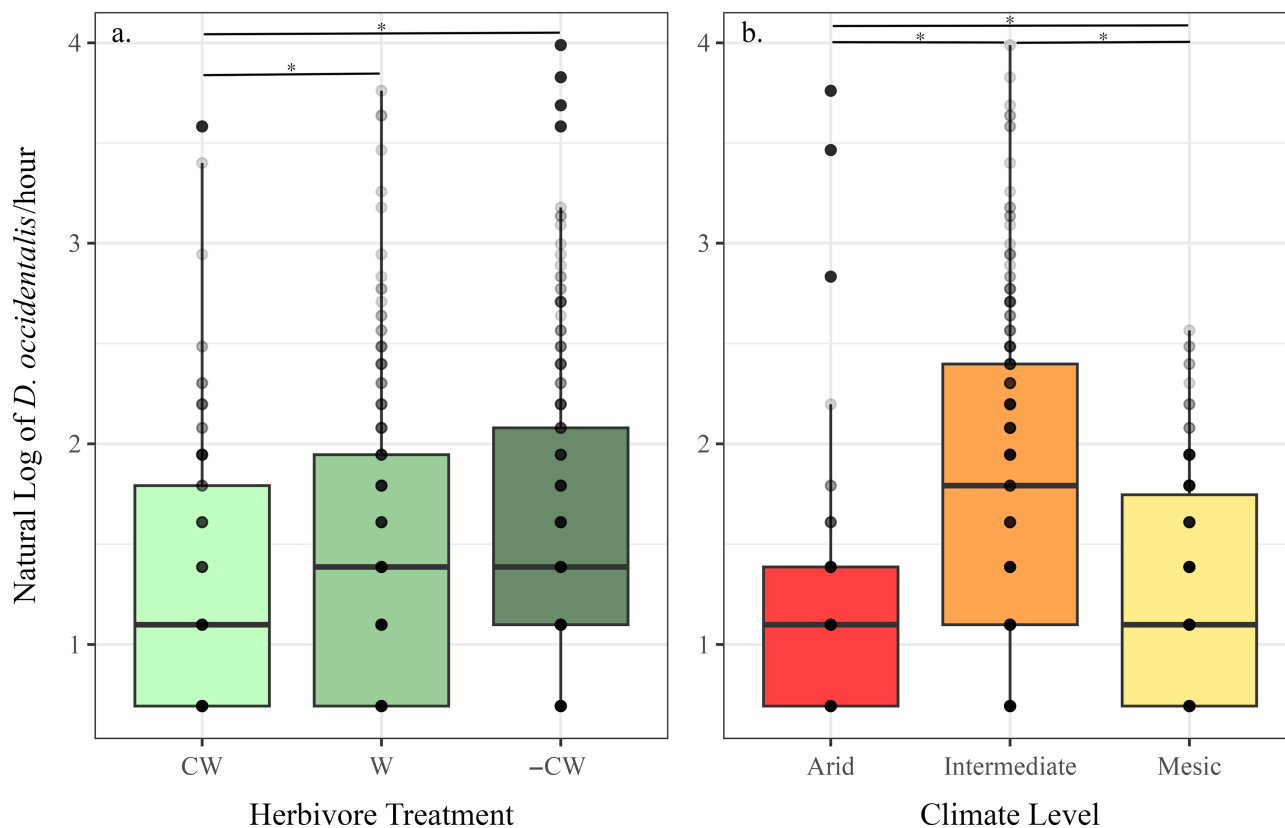 a.
*
*
b.
*
*
*
Natural Log of D. occidentalis/hour
4
3
2
1
CW W −CW
Arid Intermediate Mesic
Herbivore Treatment
Climate Level